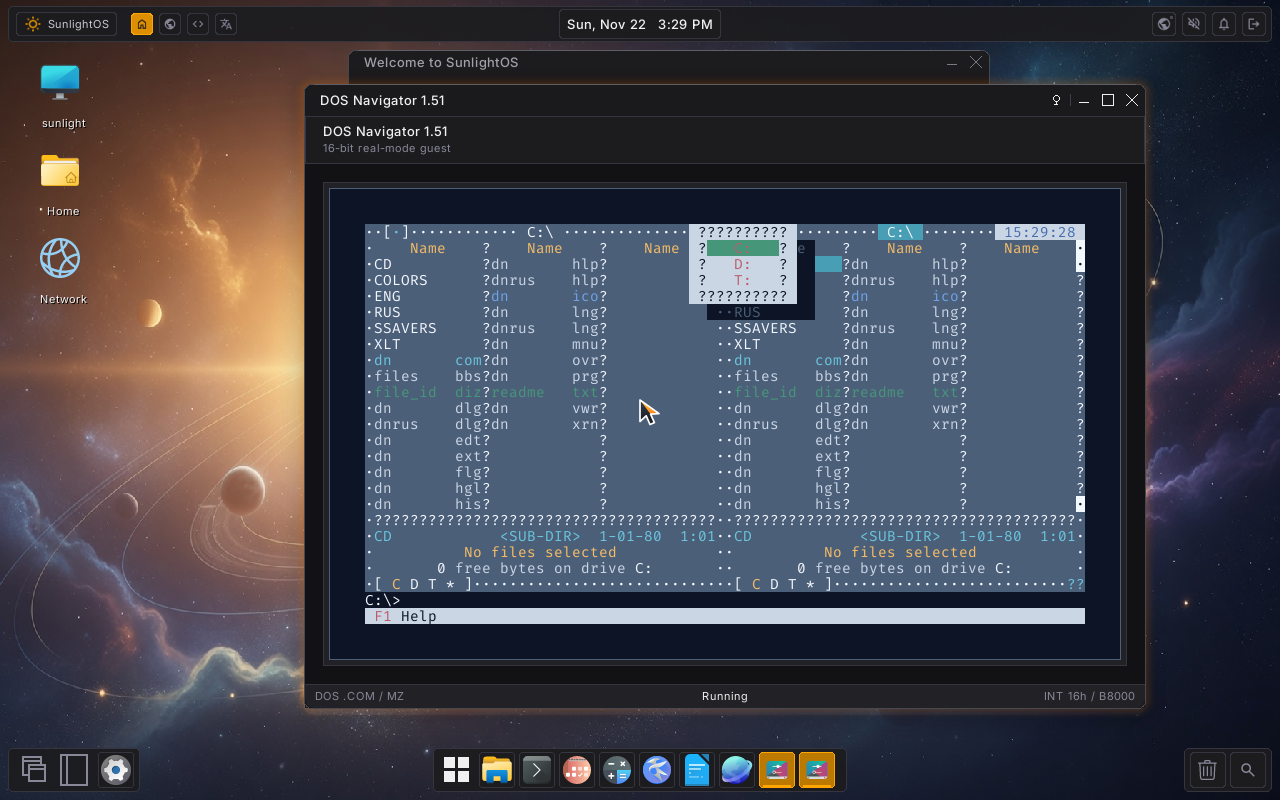 SunlightOS
Sun, Nov 22 3:29 PM
Welcome to SunlightOS
DOS Navigator 1.51
DOS Navigator 1.51
16-bit real-mode guest
sunlight
Home
Network
··[·]············ C:\ ?????????? ········· C:\ ········ 15:29:28
· Name ? Name ? Name ? ? e ? Name ? Name ·
·CD ?dn hlp? ? D: ? ?dn hlp? ·
·COLORS ?dnrus hlp? ? T: ? ?dnrus hlp? ?
·ENG ?dn ico? ?????????? ?dn ico? ?
·RUS ?dn lng? ··RUS ?dn lng? ?
·SSAVERS ?dnrus lng? ··SSAVERS ?dnrus lng? ?
·XLT ?dn mnu? ··XLT ?dn mnu? ?
·dn com?dn ovr? ··dn com?dn ovr? ?
·files bbs?dn prg? ··files bbs?dn prg? ?
·file_id diz?readme txt? ··file_id diz?readme txt? ?
·dn dlg?dn vwr? ··dn dlg?dn vwr? ?
·dnrus dlg?dn xrn? ··dnrus dlg?dn xrn? ?
·dn edt? ? ··dn edt? ? ?
·dn ext? ? ··dn ext? ? ?
·dn flg? ? ··dn flg? ? ?
·dn hgl? ? ··dn hgl? ? ?
·dn his? ? ··dn his? ? ·
·??????????????????????????????????????··??????????????????????????????????????·
·CD <SUB-DIR> 1-01-80 1:01··CD <SUB-DIR> 1-01-80 1:01·
· No files selected ·· No files selected ·
· 0 free bytes on drive C: ·· 0 free bytes on drive C: ·
·[ C D T * ]···························· [ C D T * ]··························??
C:\>
F1 Help
DOS .COM / MZ
Running
INT 16h / B8000